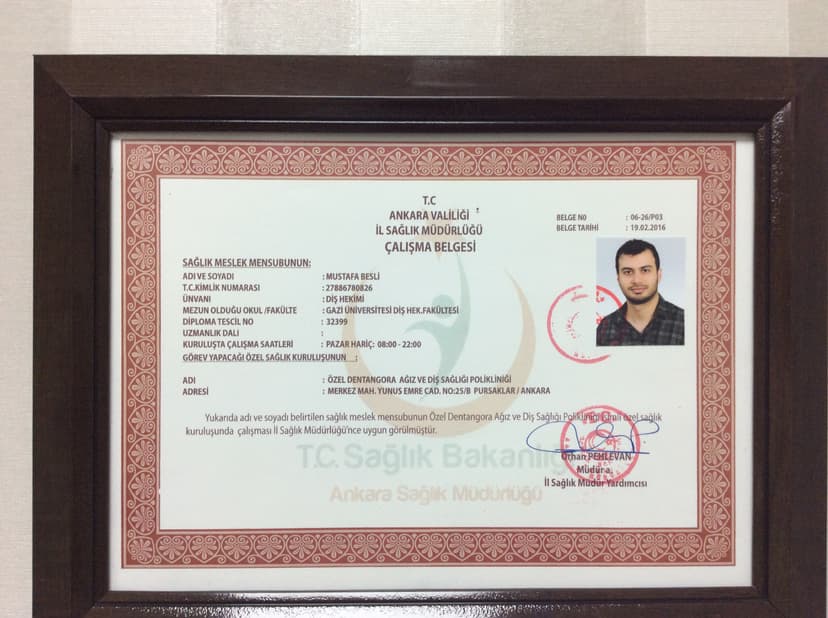 T.C
ANKARA VALİLİĞİ
İL SAĞLIK MÜDÜRLÜĞÜ
ÇALIŞMA BELGESİ
BELGE N0 : 06-26/P03
BELGE TARİHİ : 19.02.2016
SAĞLIK MESLEK MENSUBUNUN:
ADI VE SOYADI : MUSTAFA BESLİ
T.C.KİMLİK NUMARASI : 27886780826
ÜNVANI : DİŞ HEKİMİ
MEZUN OLDUĞU OKUL /FAKÜLTE : GAZİ ÜNİVERSİTESİ DİŞ HEK.FAKÜLTESİ
DİPLOMA TESCİL NO : 32399
UZMANLIK DALI :
KURULUŞTA ÇALIŞMA SAATLERİ : PAZAR HARİÇ: 08:00 - 22:00
GÖREV YAPACAĞI ÖZEL SAĞLIK KURULUŞUNUN :
ADI : ÖZEL DENTANGORA AĞIZ VE DİŞ SAĞLIĞI POLİKLİNİĞİ
ADRESİ : MERKEZ MAH. YUNUS EMRE CAD. NO:25/B PURSAKLAR / ANKARA
Yukarıda adı ve soyadı belirtilen sağlık meslek mensubunun Özel Dentangora Ağız ve Diş Sağlığı Polikliniği isimli özel sağlık
kuruluşunda çalışması İl Sağlık Müdürlüğü'nce uygun görülmüştür.
T.C. Sağlık Bakanlığı
Orhan PEHLEVAN
Müdür a.
İl Sağlık Müdür Yardımcısı
Ankara Sağlık Müdürlüğü